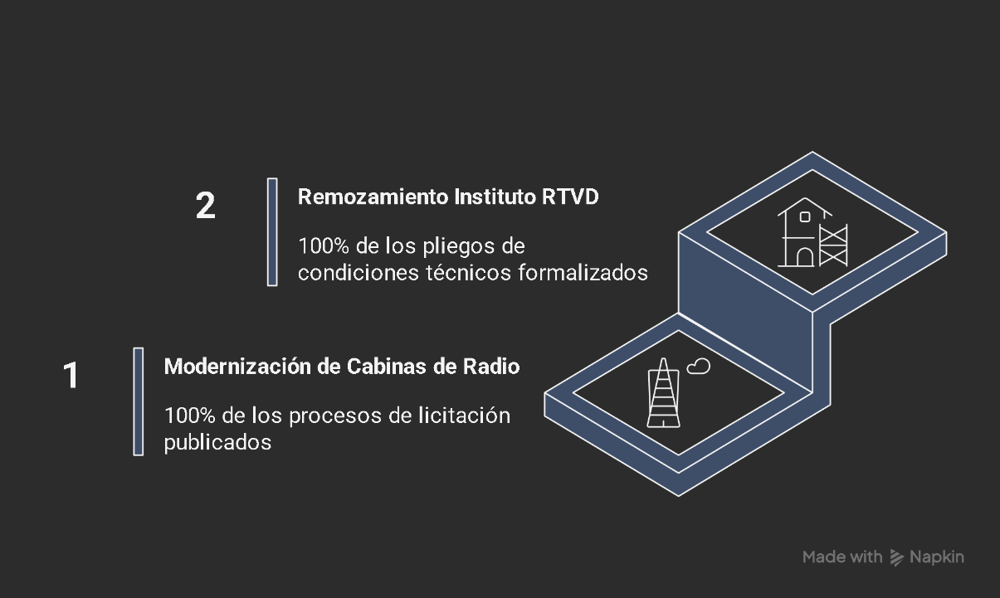 2
Remozamiento Instituto RTVD
100% de los pliegos de
condiciones técnicos formalizados
1
Modernización de Cabinas de Radio
100% de los procesos de licitación
publicados
Made with Napkin